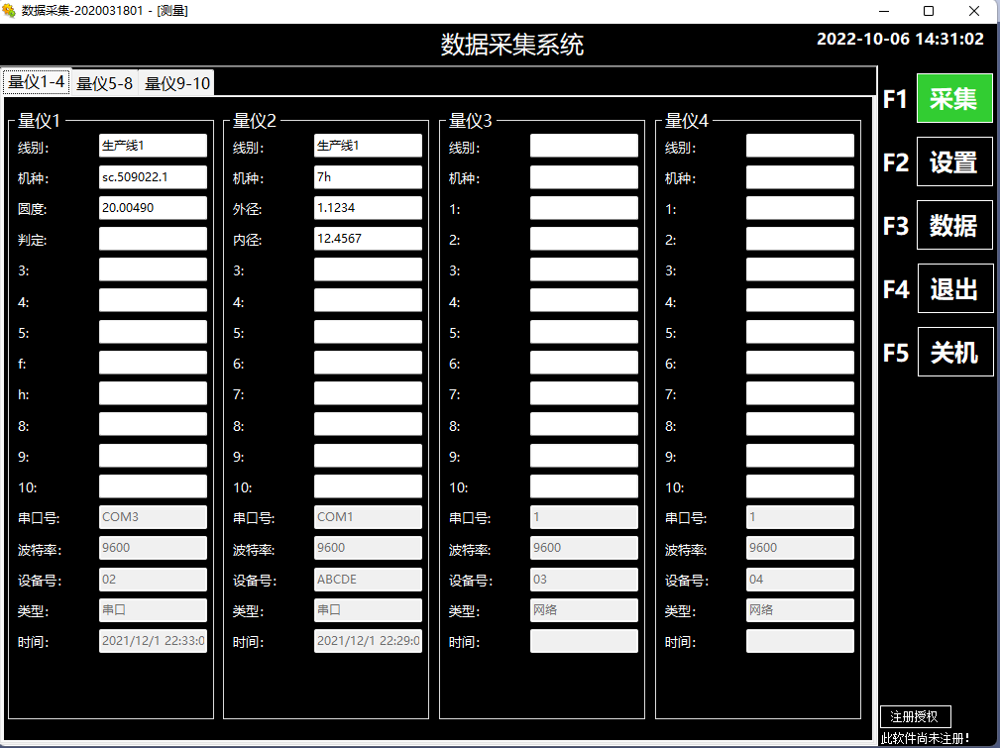 数据采集-2020031801 - [测量]
数据采集系统
2022-10-06 14:31:02
量仪1-4 量仪5-8 量仪9-10
量仪1
线别: 生产线1
机种: sc.509022.1
圆度: 20.00490
判定:
3:
4:
5:
f:
h:
8:
9:
10:
串口号: COM3
波特率: 9600
设备号: 02
类型: 串口
时间: 2021/12/1 22:33:0
量仪2
线别: 生产线1
机种: 7h
外径: 1.1234
内径: 12.4567
3:
4:
5:
6:
7:
8:
9:
10:
串口号: COM1
波特率: 9600
设备号: ABCDE
类型: 串口
时间: 2021/12/1 22:29:0
量仪3
线别:
机种:
1:
2:
3:
4:
5:
6:
7:
8:
9:
10:
串口号: 1
波特率: 9600
设备号: 03
类型: 网络
时间:
量仪4
线别:
机种:
1:
2:
3:
4:
5:
6:
7:
8:
9:
10:
串口号: 1
波特率: 9600
设备号: 04
类型: 网络
时间:
F1 采集
F2 设置
F3 数据
F4 退出
F5 关机
注册授权
此软件尚未注册!